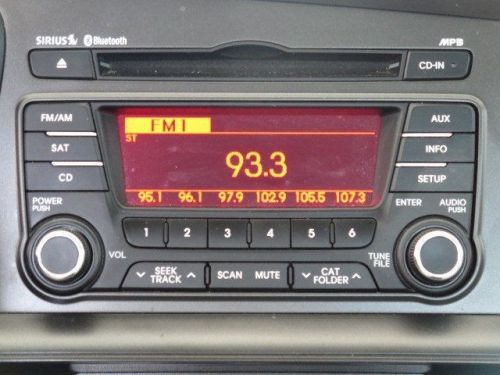 SIRIUS Bluetooth MP3
CD-IN
FM/AM AUX
FM1
ST
SAT INFO
93.3
CD SETUP
95.1 96.1 97.9 102.9 105.5 107.3
POWER PUSH ENTER AUDIO PUSH
1 2 3 4 5 6
VOL TUNE FILE
SEEK TRACK SCAN MUTE CAT FOLDER